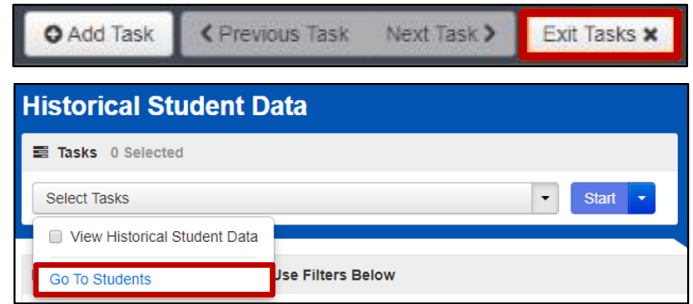 Add Task Previous Task Next Task Exit Tasks
Historical Student Data
Tasks 0 Selected
Select Tasks Start
View Historical Student Data
Go To Students Use Filters Below